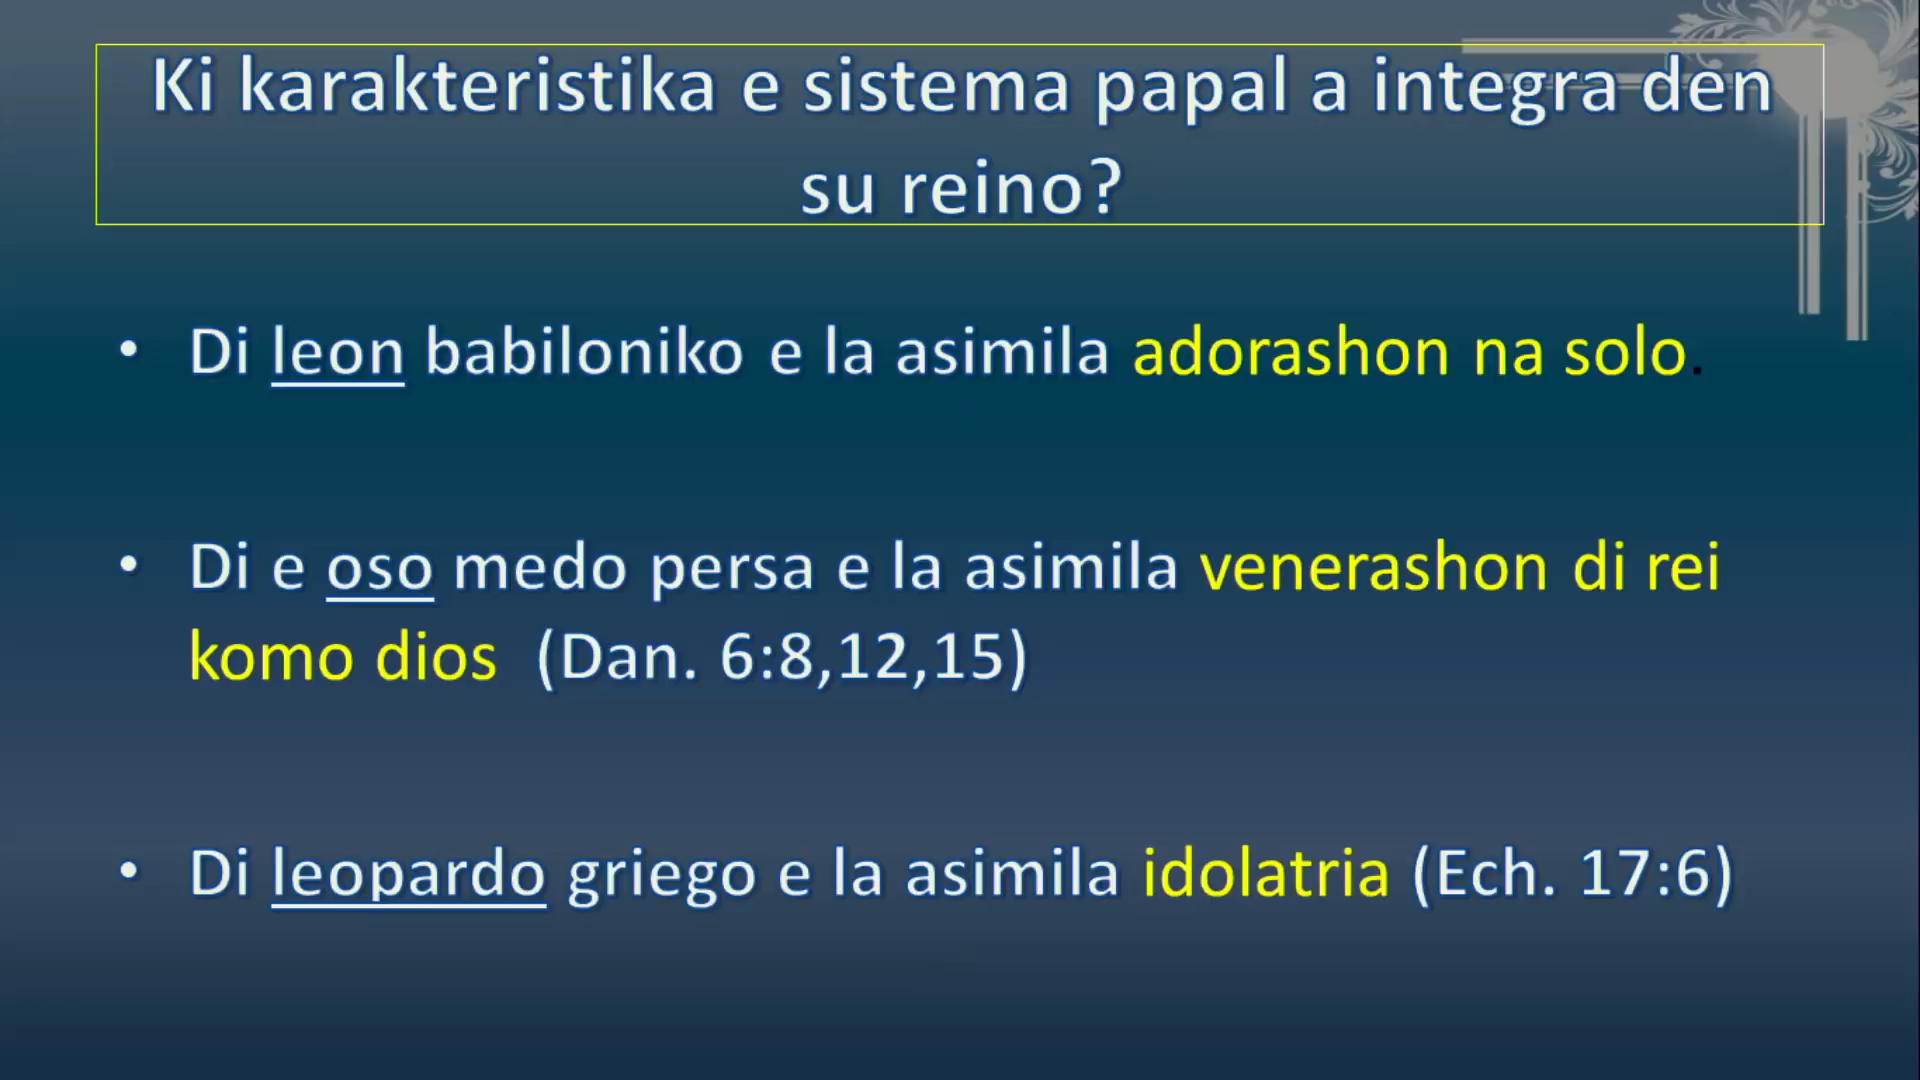 Ki karakteristika e sistema papal a integra den
su reino?
• Di leon babiloniko e la asimila adorashon na solo.
• Di e oso medo persa e la asimila venerashon di rei
komo dios (Dan. 6:8,12,15)
• Di leopardo griego e la asimila idolatria (Ech. 17:6)